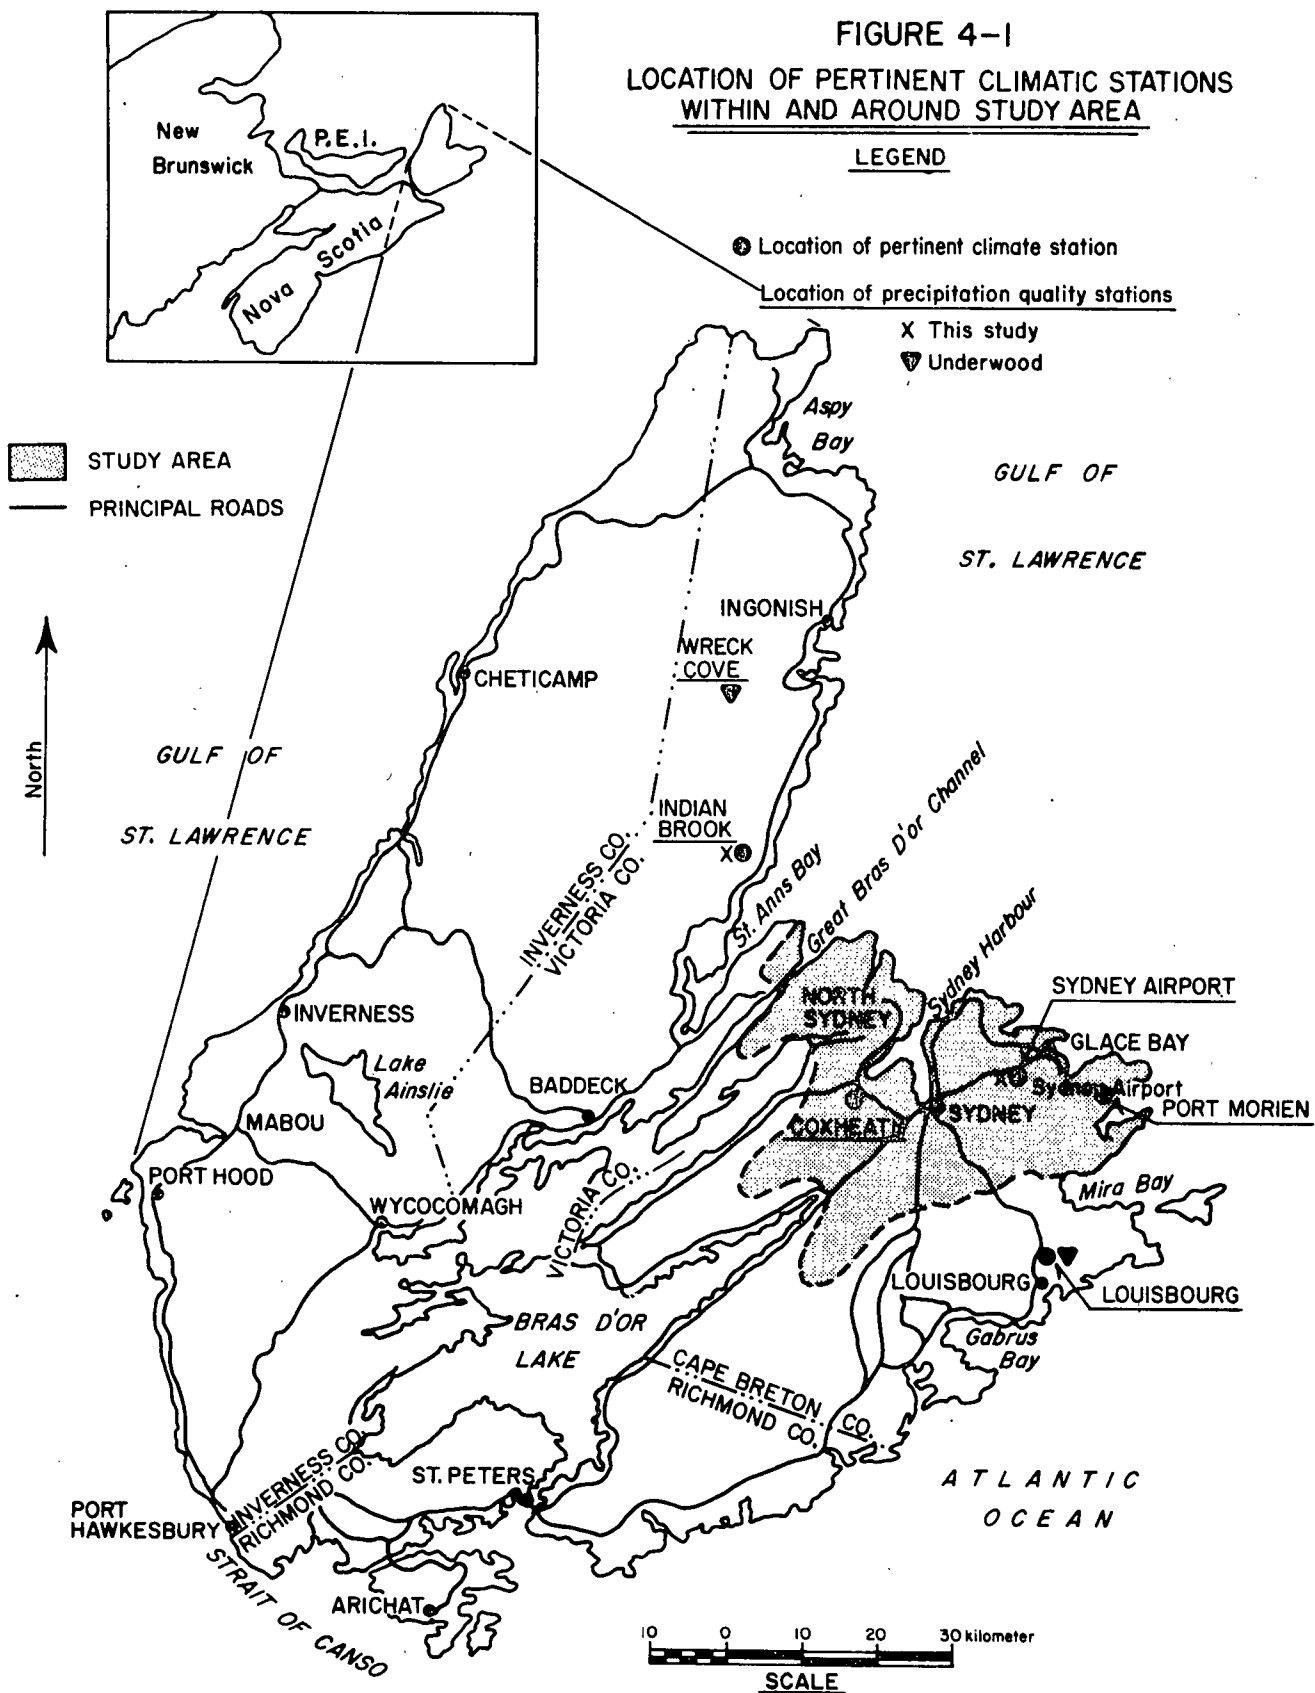 FIGURE 4-1
LOCATION OF PERTINENT CLIMATIC STATIONS
WITHIN AND AROUND STUDY AREA
LEGEND
New
Brunswick
P.E.I.
Nova Scotia
Location of pertinent climate station
Location of precipitation quality stations
X This study
Underwood
STUDY AREA
PRINCIPAL ROADS
Aspy
Bay
GULF OF
ST. LAWRENCE
North
INGONISH
WRECK
COVE
CHETICAMP
GULF OF
ST. LAWRENCE
INDIAN
BROOK
X
INVERNESS CO.
VICTORIA CO.
St. Anns Bay
Great Bras D'or Channel
Sydney Harbour
NORTH
SYDNEY
SYDNEY AIRPORT
INVERNESS
GLACE BAY
Lake
Ainslie
BADDECK
X
Sydney Airport
MABOU
COXHEATH
SYDNEY
PORT MORIEN
PORT HOOD
WYCOCOMAGH
VICTORIA CO.
Mira Bay
LOUISBOURG
LOUISBOURG
BRAS D'OR
LAKE
Gabrus
Bay
CAPE BRETON CO.
RICHMOND CO.
INVERNESS CO.
RICHMOND CO.
ST. PETERS
ATLANTIC
OCEAN
PORT
HAWKESBURY
STRAIT OF CANSO
ARICHAT
10 0 10 20 30 kilometer
SCALE